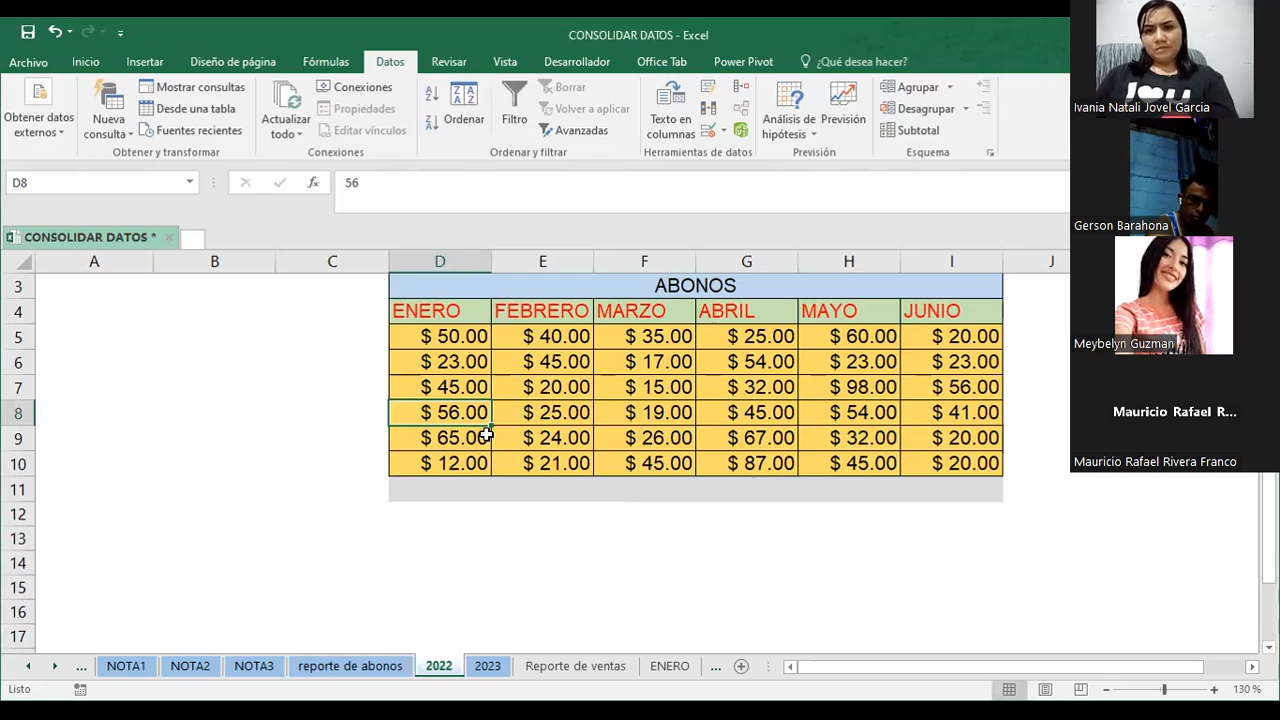 CONSOLIDAR DATOS - Excel
Archivo Inicio Insertar Diseño de página Fórmulas Datos Revisar Vista Desarrollador Office Tab Power Pivot ¿Qué desea hacer?
Obtener datos externos
Nueva consulta
Mostrar consultas
Desde una tabla
Fuentes recientes
Obtener y transformar
Actualizar todo
Conexiones
Propiedades
Editar vínculos
Conexiones
Ordenar
Filtro
Borrar
Volver a aplicar
Avanzadas
Ordenar y filtrar
Texto en columnas
Herramientas de datos
Análisis de hipótesis
Previsión
Previsión
Agrupar
Desagrupar
Subtotal
Esquema
D8 fx 56
CONSOLIDAR DATOS *
A B C D E F G H I J
3 ABONOS
4 ENERO FEBRERO MARZO ABRIL MAYO JUNIO
5 $ 50.00 $ 40.00 $ 35.00 $ 25.00 $ 60.00 $ 20.00
6 $ 23.00 $ 45.00 $ 17.00 $ 54.00 $ 23.00 $ 23.00
7 $ 45.00 $ 20.00 $ 15.00 $ 32.00 $ 98.00 $ 56.00
8 $ 56.00 $ 25.00 $ 19.00 $ 45.00 $ 54.00 $ 41.00
9 $ 65.00 $ 24.00 $ 26.00 $ 67.00 $ 32.00 $ 20.00
10 $ 12.00 $ 21.00 $ 45.00 $ 87.00 $ 45.00 $ 20.00
11
12
13
14
15
16
17
... NOTA1 NOTA2 NOTA3 reporte de abonos 2022 2023 Reporte de ventas ENERO ...
Listo 130 %
Ivania Natali Jovel Garcia
Gerson Barahona
Meybelyn Guzman
Mauricio Rafael R...
Mauricio Rafael Rivera Franco